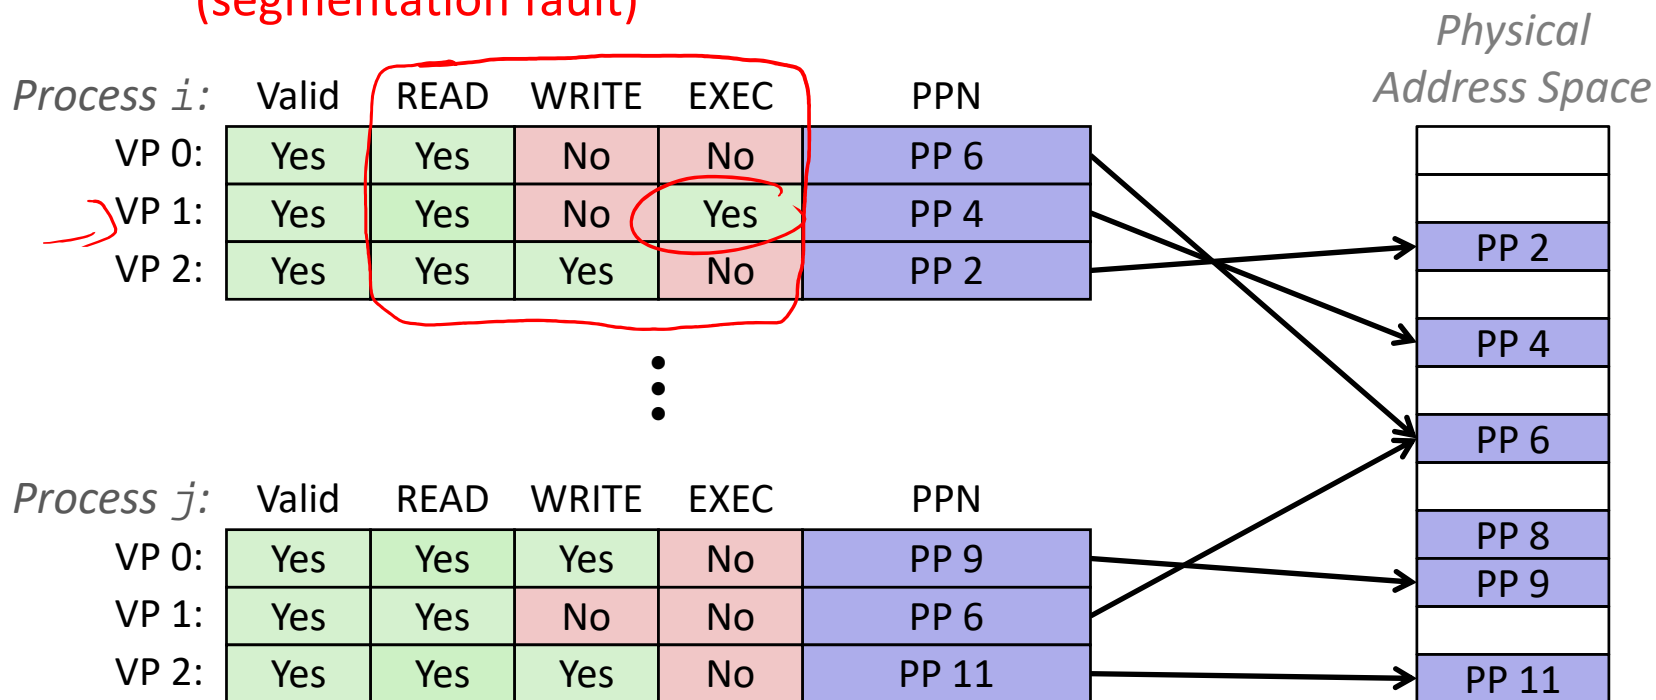 (segmentation fault)
Physical
Address Space
Process i: Valid READ WRITE EXEC PPN
VP 0: Yes Yes No No PP 6
VP 1: Yes Yes No Yes PP 4
VP 2: Yes Yes Yes No PP 2
Process j: Valid READ WRITE EXEC PPN
VP 0: Yes Yes Yes No PP 9
VP 1: Yes Yes No No PP 6
VP 2: Yes Yes Yes No PP 11
PP 2
PP 4
PP 6
PP 8
PP 9
PP 11